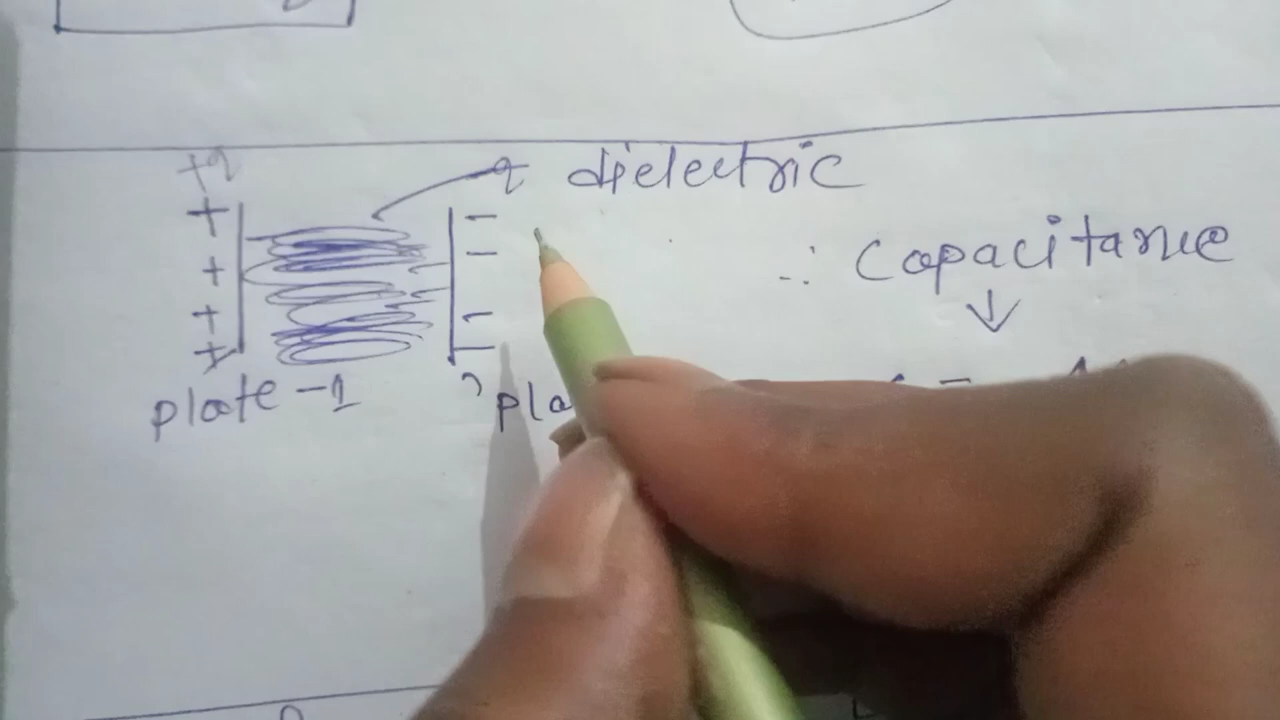 +q
dielectric
+
+
+
+
∴ Capacitance
↓
plate-1